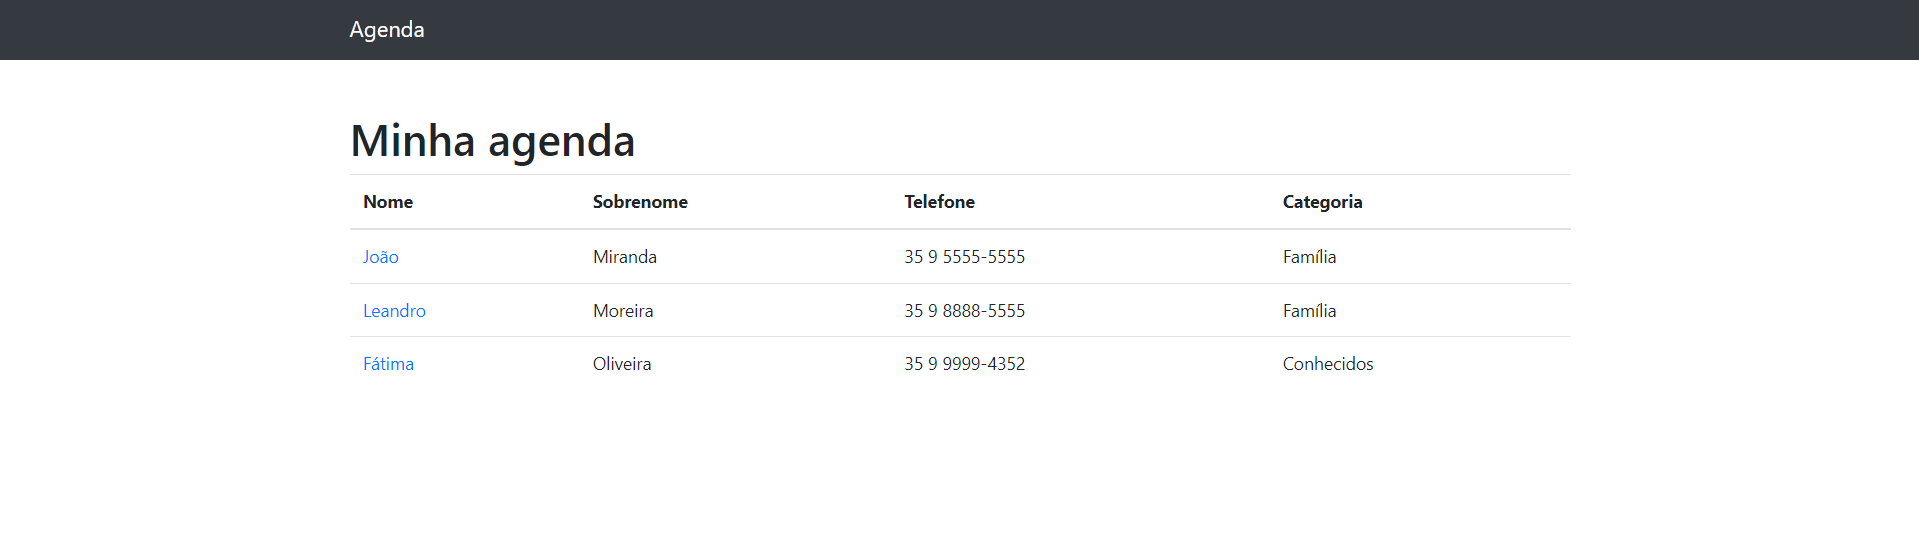 Agenda
Minha agenda
Nome Sobrenome Telefone Categoria
João Miranda 35 9 5555-5555 Família
Leandro Moreira 35 9 8888-5555 Família
Fátima Oliveira 35 9 9999-4352 Conhecidos